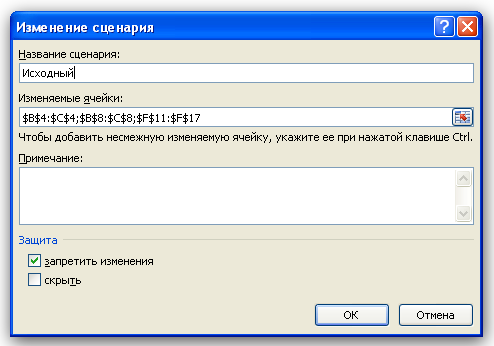 Изменение сценария
Название сценария:
Исходный
Изменяемые ячейки:
$B$4:$C$4;$B$8:$C$8;$F$11:$F$17
Чтобы добавить несмежную изменяемую ячейку, укажите ее при нажатой клавише Ctrl.
Примечание:
Защита
запретить изменения
скрыть
ОК
Отмена